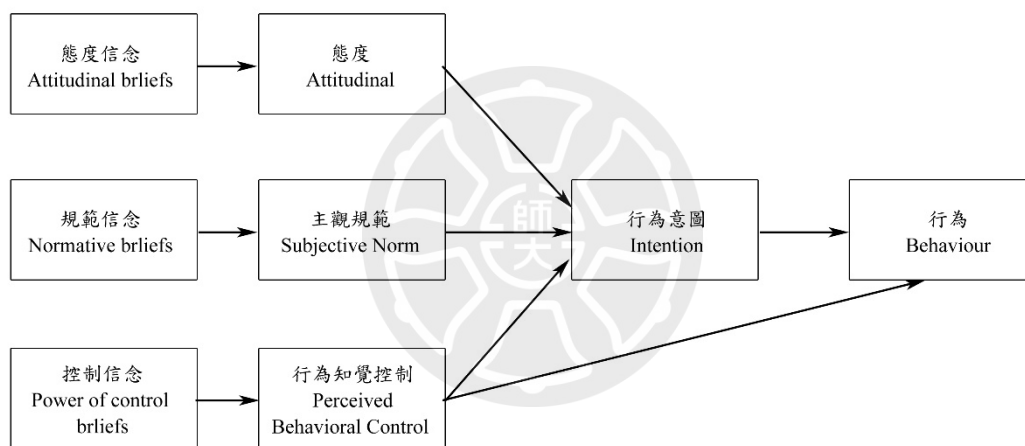 態度信念
Attitudinal brliefs
態度
Attitudinal
規範信念
Normative brliefs
主觀規範
Subjective Norm
師大
行為意圖
Intention
行為
Behaviour
控制信念
Power of control
brliefs
行為知覺控制
Perceived
Behavioral Control